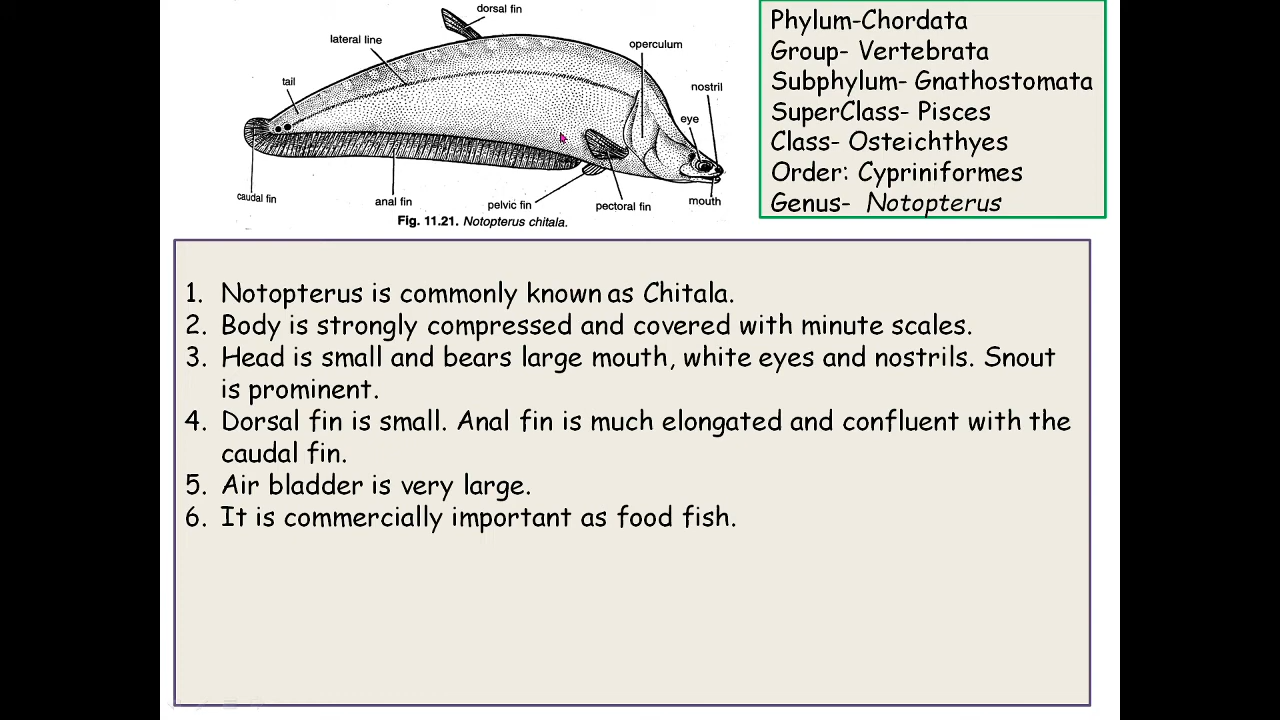 dorsal fin
lateral line
operculum
tail
nostril
eye
caudal fin
anal fin
pelvic fin
pectoral fin
mouth
Fig. 11.21. Notopterus chitala.
Phylum-Chordata
Group- Vertebrata
Subphylum- Gnathostomata
SuperClass- Pisces
Class- Osteichthyes
Order: Cypriniformes
Genus- Notopterus
1. Notopterus is commonly known as Chitala.
2. Body is strongly compressed and covered with minute scales.
3. Head is small and bears large mouth, white eyes and nostrils. Snout
is prominent.
4. Dorsal fin is small. Anal fin is much elongated and confluent with the
caudal fin.
5. Air bladder is very large.
6. It is commercially important as food fish.